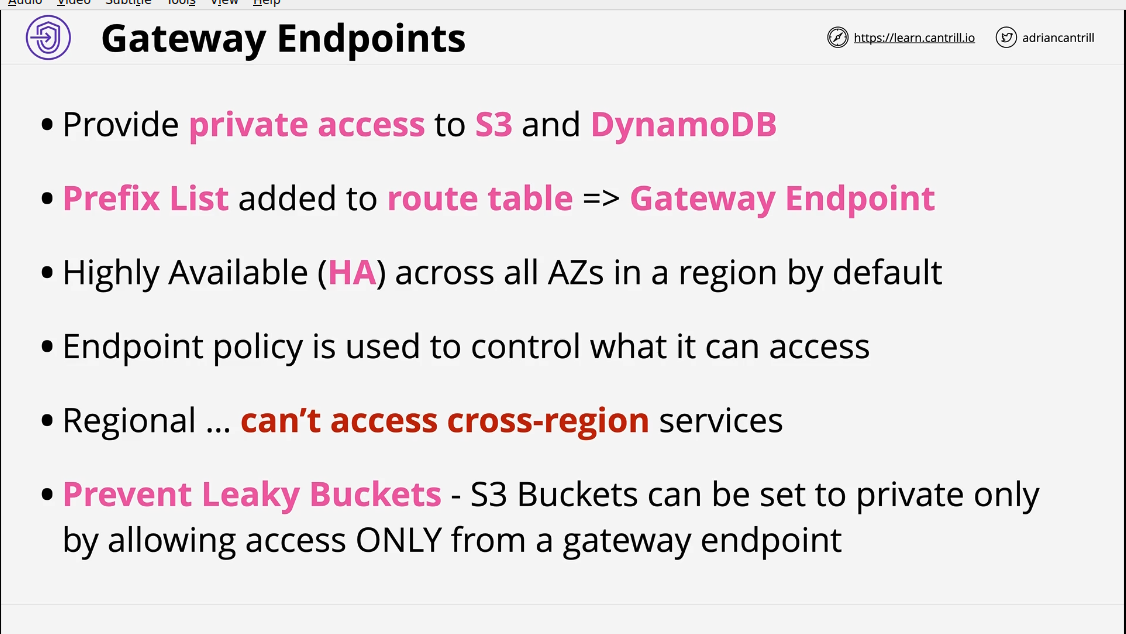 Audio Video Subtitle Tools View Help
Gateway Endpoints
https://learn.cantrill.io
adriancantrill
• Provide private access to S3 and DynamoDB
• Prefix List added to route table => Gateway Endpoint
• Highly Available (HA) across all AZs in a region by default
• Endpoint policy is used to control what it can access
• Regional ... can’t access cross-region services
• Prevent Leaky Buckets - S3 Buckets can be set to private only
by allowing access ONLY from a gateway endpoint